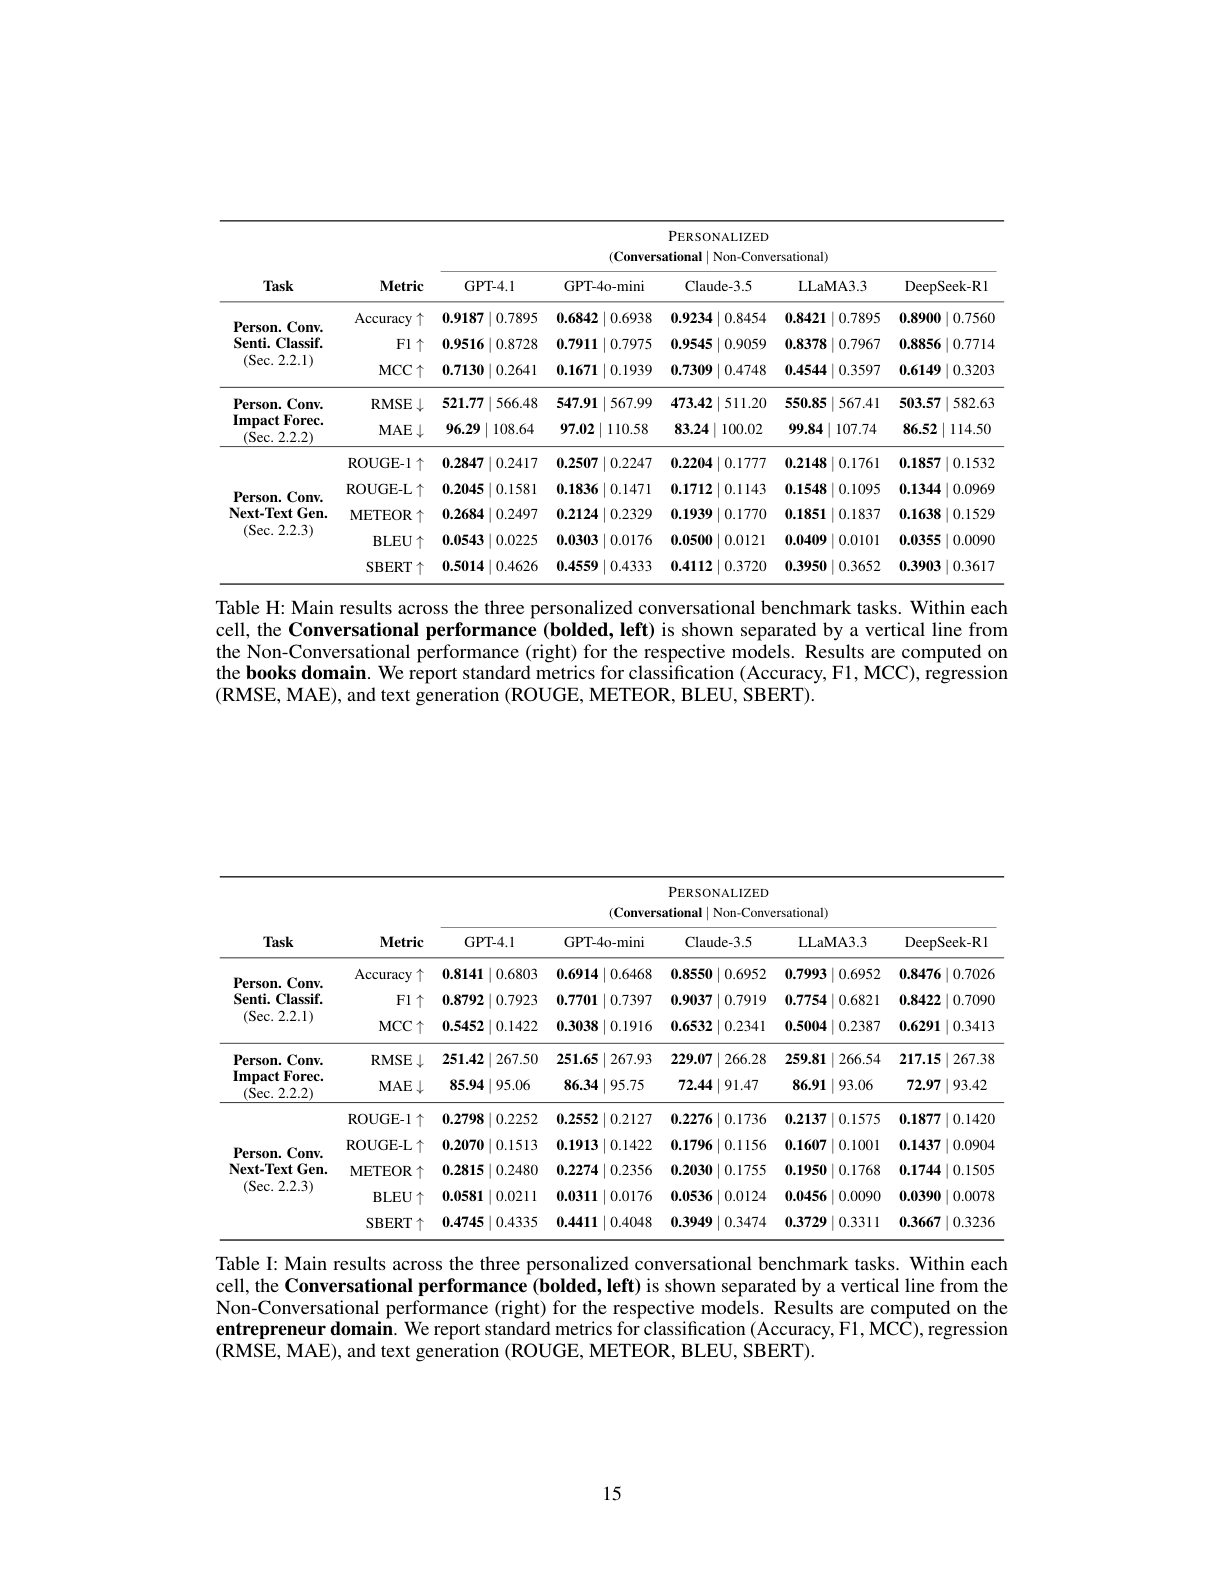 PERSONALIZED
(Conversational | Non-Conversational)
Task Metric GPT-4.1 GPT-4o-mini Claude-3.5 LLaMA3.3 DeepSeek-R1
Person. Conv.
Senti. Classif.
(Sec. 2.2.1)
Accuracy ↑ 0.9187 | 0.7895 0.6842 | 0.6938 0.9234 | 0.8454 0.8421 | 0.7895 0.8900 | 0.7560
F1 ↑ 0.9516 | 0.8728 0.7911 | 0.7975 0.9545 | 0.9059 0.8378 | 0.7967 0.8856 | 0.7714
MCC ↑ 0.7130 | 0.2641 0.1671 | 0.1939 0.7309 | 0.4748 0.4544 | 0.3597 0.6149 | 0.3203
Person. Conv.
Impact Forec.
(Sec. 2.2.2)
RMSE ↓ 521.77 | 566.48 547.91 | 567.99 473.42 | 511.20 550.85 | 567.41 503.57 | 582.63
MAE ↓ 96.29 | 108.64 97.02 | 110.58 83.24 | 100.02 99.84 | 107.74 86.52 | 114.50
Person. Conv.
Next-Text Gen.
(Sec. 2.2.3)
ROUGE-1 ↑ 0.2847 | 0.2417 0.2507 | 0.2247 0.2204 | 0.1777 0.2148 | 0.1761 0.1857 | 0.1532
ROUGE-L ↑ 0.2045 | 0.1581 0.1836 | 0.1471 0.1712 | 0.1143 0.1548 | 0.1095 0.1344 | 0.0969
METEOR ↑ 0.2684 | 0.2497 0.2124 | 0.2329 0.1939 | 0.1770 0.1851 | 0.1837 0.1638 | 0.1529
BLEU ↑ 0.0543 | 0.0225 0.0303 | 0.0176 0.0500 | 0.0121 0.0409 | 0.0101 0.0355 | 0.0090
SBERT ↑ 0.5014 | 0.4626 0.4559 | 0.4333 0.4112 | 0.3720 0.3950 | 0.3652 0.3903 | 0.3617
Table H: Main results across the three personalized conversational benchmark tasks. Within each
cell, the Conversational performance (bolded, left) is shown separated by a vertical line from
the Non-Conversational performance (right) for the respective models. Results are computed on
the books domain. We report standard metrics for classification (Accuracy, F1, MCC), regression
(RMSE, MAE), and text generation (ROUGE, METEOR, BLEU, SBERT).
PERSONALIZED
(Conversational | Non-Conversational)
Task Metric GPT-4.1 GPT-4o-mini Claude-3.5 LLaMA3.3 DeepSeek-R1
Person. Conv.
Senti. Classif.
(Sec. 2.2.1)
Accuracy ↑ 0.8141 | 0.6803 0.6914 | 0.6468 0.8550 | 0.6952 0.7993 | 0.6952 0.8476 | 0.7026
F1 ↑ 0.8792 | 0.7923 0.7701 | 0.7397 0.9037 | 0.7919 0.7754 | 0.6821 0.8422 | 0.7090
MCC ↑ 0.5452 | 0.1422 0.3038 | 0.1916 0.6532 | 0.2341 0.5004 | 0.2387 0.6291 | 0.3413
Person. Conv.
Impact Forec.
(Sec. 2.2.2)
RMSE ↓ 251.42 | 267.50 251.65 | 267.93 229.07 | 266.28 259.81 | 266.54 217.15 | 267.38
MAE ↓ 85.94 | 95.06 86.34 | 95.75 72.44 | 91.47 86.91 | 93.06 72.97 | 93.42
Person. Conv.
Next-Text Gen.
(Sec. 2.2.3)
ROUGE-1 ↑ 0.2798 | 0.2252 0.2552 | 0.2127 0.2276 | 0.1736 0.2137 | 0.1575 0.1877 | 0.1420
ROUGE-L ↑ 0.2070 | 0.1513 0.1913 | 0.1422 0.1796 | 0.1156 0.1607 | 0.1001 0.1437 | 0.0904
METEOR ↑ 0.2815 | 0.2480 0.2274 | 0.2356 0.2030 | 0.1755 0.1950 | 0.1768 0.1744 | 0.1505
BLEU ↑ 0.0581 | 0.0211 0.0311 | 0.0176 0.0536 | 0.0124 0.0456 | 0.0090 0.0390 | 0.0078
SBERT ↑ 0.4745 | 0.4335 0.4411 | 0.4048 0.3949 | 0.3474 0.3729 | 0.3311 0.3667 | 0.3236
Table I: Main results across the three personalized conversational benchmark tasks. Within each
cell, the Conversational performance (bolded, left) is shown separated by a vertical line from the
Non-Conversational performance (right) for the respective models. Results are computed on the
entrepreneur domain. We report standard metrics for classification (Accuracy, F1, MCC), regression
(RMSE, MAE), and text generation (ROUGE, METEOR, BLEU, SBERT).
15